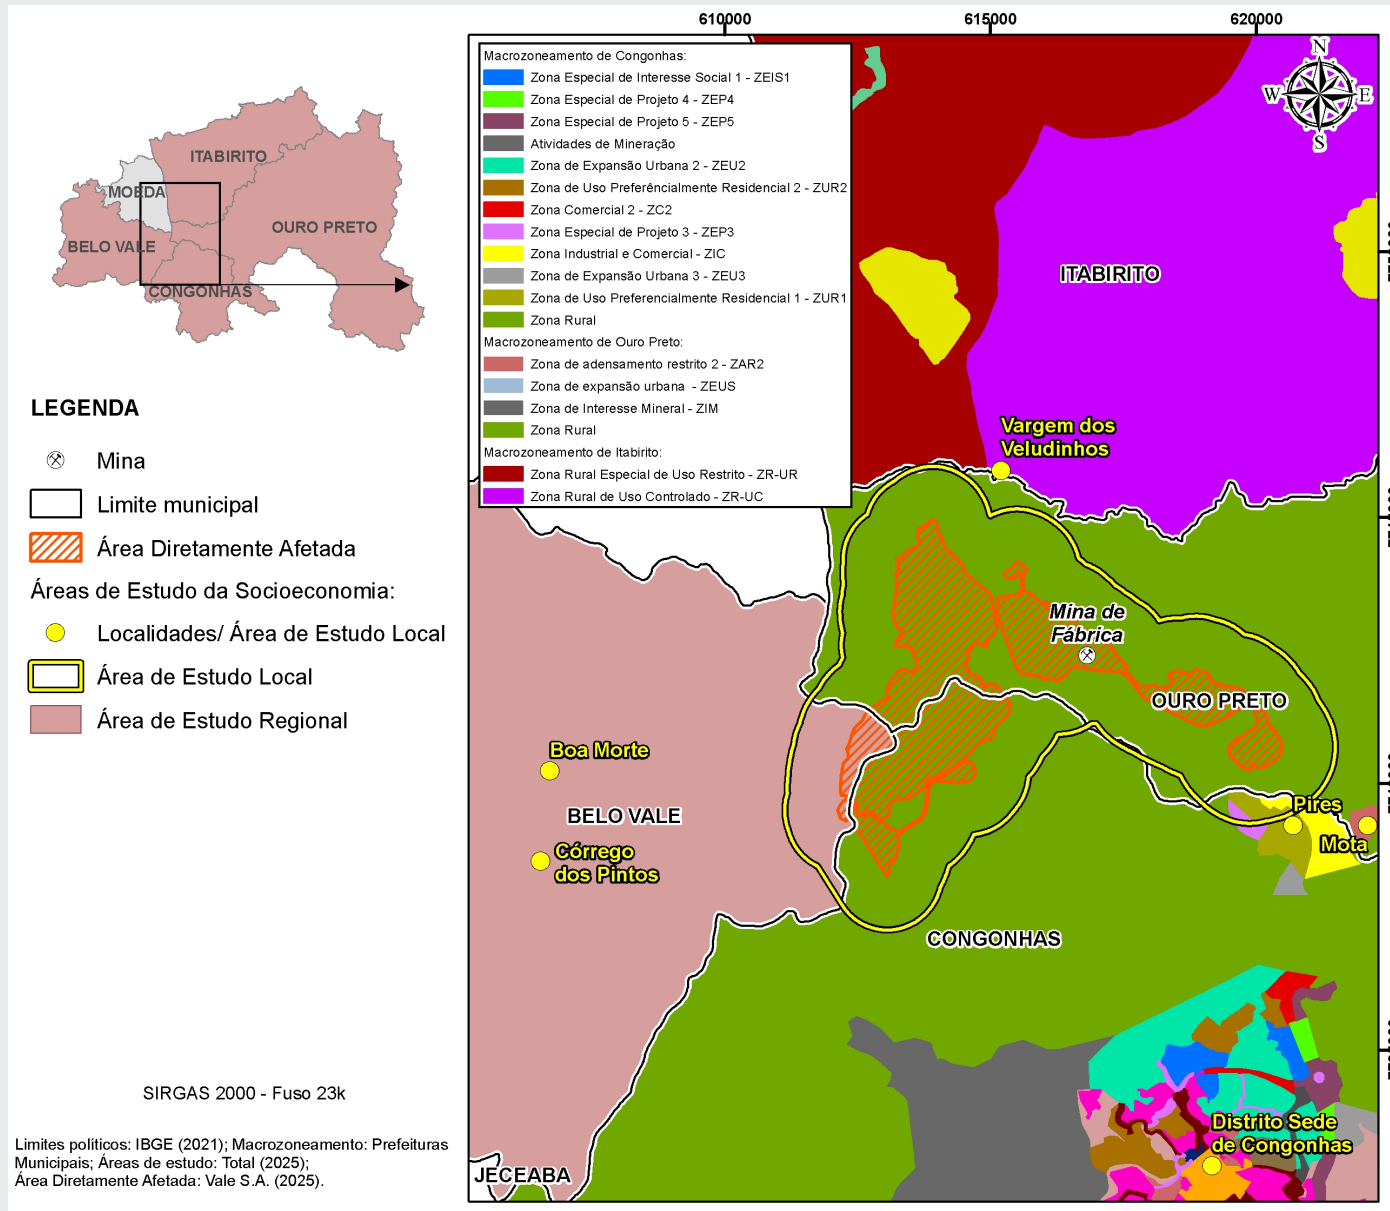 610000
615000
620000
Macrozoneamento de Congonhas:
Zona Especial de Interesse Social 1 - ZEIS1
Zona Especial de Projeto 4 - ZEP4
Zona Especial de Projeto 5 - ZEP5
Atividades de Mineração
Zona de Expansão Urbana 2 - ZEU2
Zona de Uso Preferêncialmente Residencial 2 - ZUR2
Zona Comercial 2 - ZC2
Zona Especial de Projeto 3 - ZEP3
Zona Industrial e Comercial - ZIC
Zona de Expansão Urbana 3 - ZEU3
Zona de Uso Preferencialmente Residencial 1 - ZUR1
Zona Rural
Macrozoneamento de Ouro Preto:
Zona de adensamento restrito 2 - ZAR2
Zona de expansão urbana - ZEUS
Zona de Interesse Mineral - ZIM
Zona Rural
Macrozoneamento de Itabirito:
Zona Rural Especial de Uso Restrito - ZR-UR
Zona Rural de Uso Controlado - ZR-UC
N
W
E
S
ITABIRITO
MOEDA
OURO PRETO
BELO VALE
CONGONHAS
LEGENDA
Mina
Limite municipal
Área Diretamente Afetada
Áreas de Estudo da Socioeconomia:
Localidades/ Área de Estudo Local
Área de Estudo Local
Área de Estudo Regional
ITABIRITO
Vargem dos
Veludinhos
Mina de
Fábrica
OURO PRETO
Boa Morte
BELO VALE
Córrego
dos Pintos
Pires
Mota
CONGONHAS
Distrito Sede
de Congonhas
JECEABA
SIRGAS 2000 - Fuso 23k
Limites políticos: IBGE (2021); Macrozoneamento: Prefeituras
Municipais; Áreas de estudo: Total (2025);
Área Diretamente Afetada: Vale S.A. (2025).